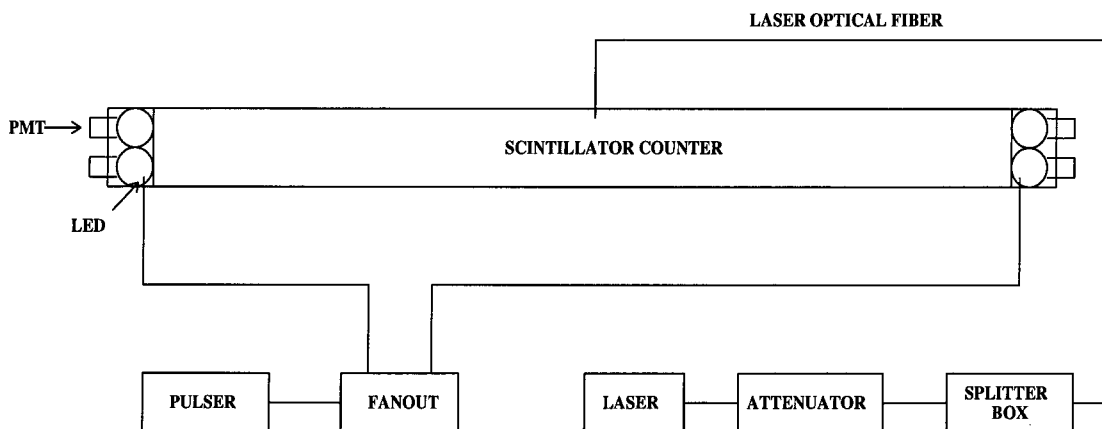 LASER OPTICAL FIBER
PMT
SCINTILLATOR COUNTER
LED
PULSER
FANOUT
LASER
ATTENUATOR
SPLITTER
BOX